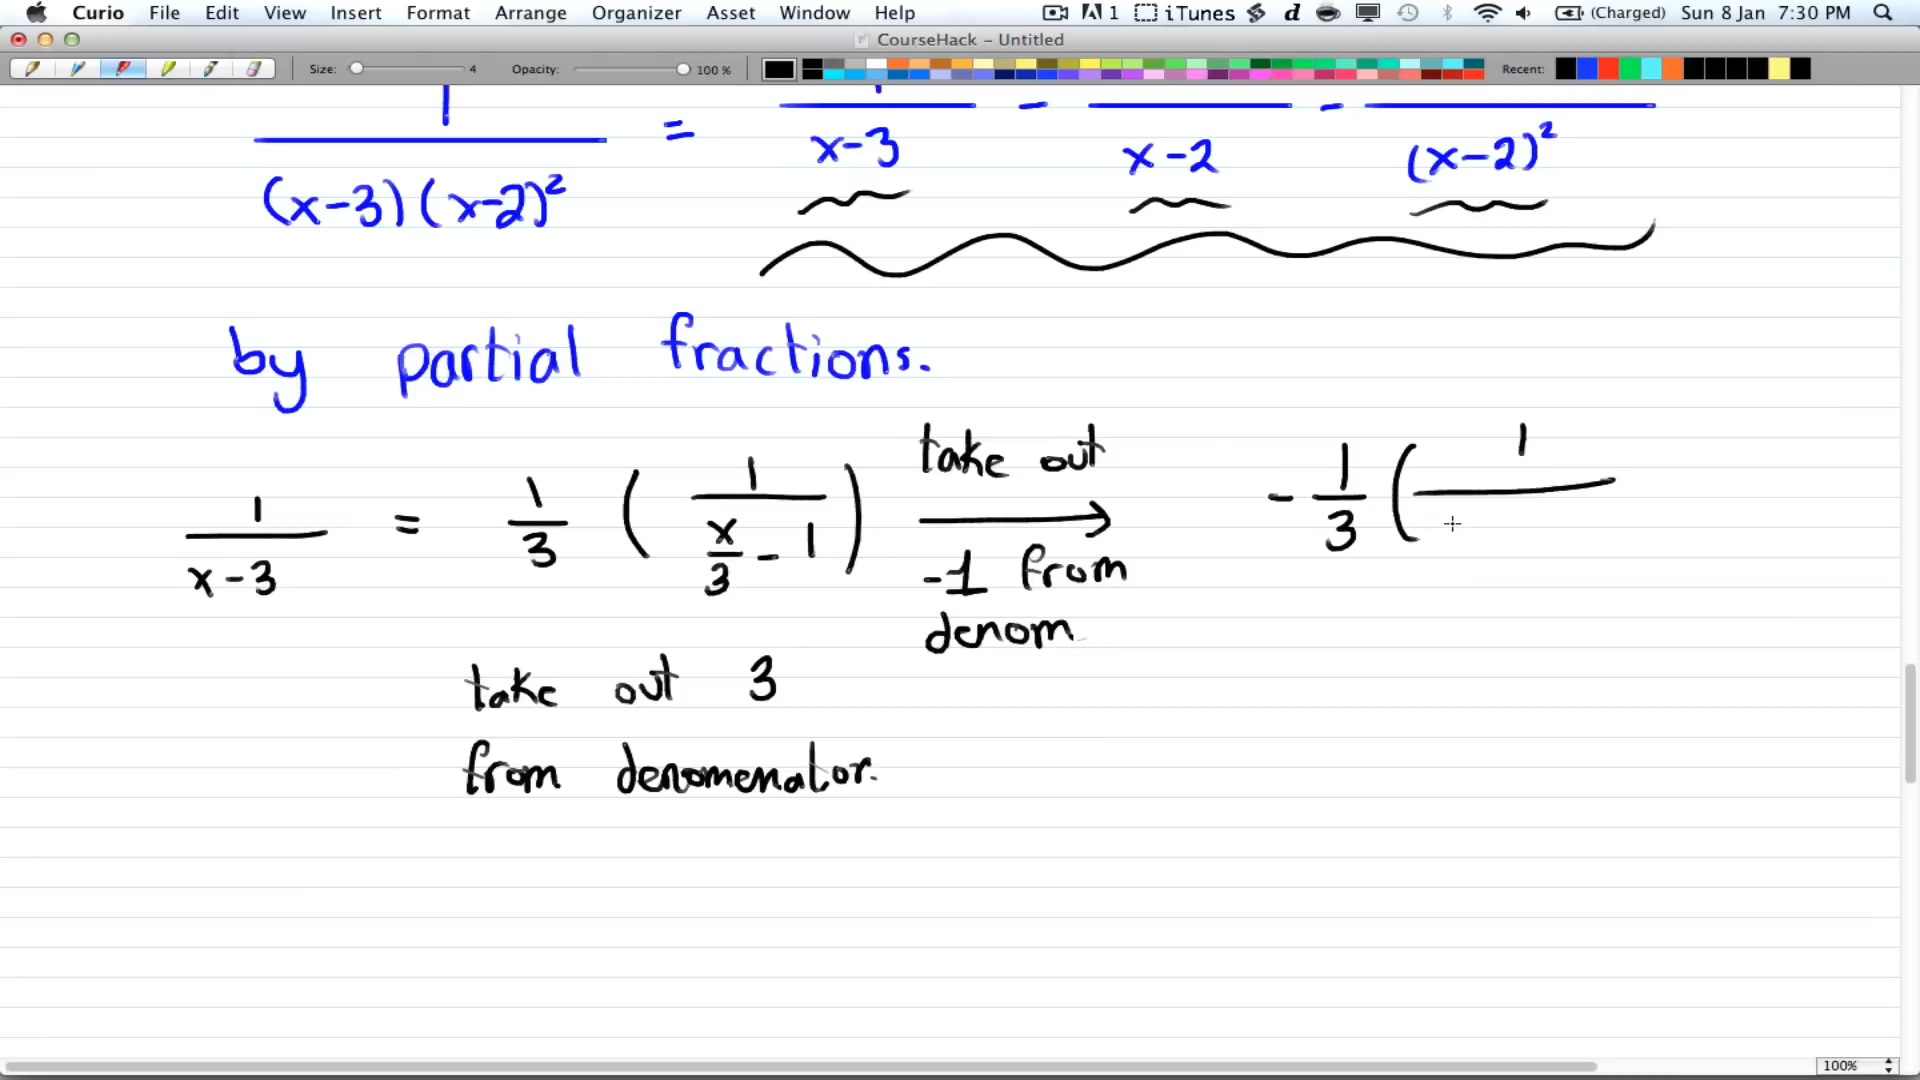 Curio File Edit View Insert Format Arrange Organizer Asset Window Help 1 iTunes d (Charged) Sun 8 Jan 7:30 PM
CourseHack – Untitled
Size: 4 Opacity: 100 % Recent:
1/((x-3)(x-2)²) = 1/(x-3) - /(x-2) - /(x-2)²
by partial fractions.
1/(x-3) = 1/3 (1/(x/3 - 1)) take out -1 from denom → -1/3 ( 1/
take out 3
from denomenator.
100%